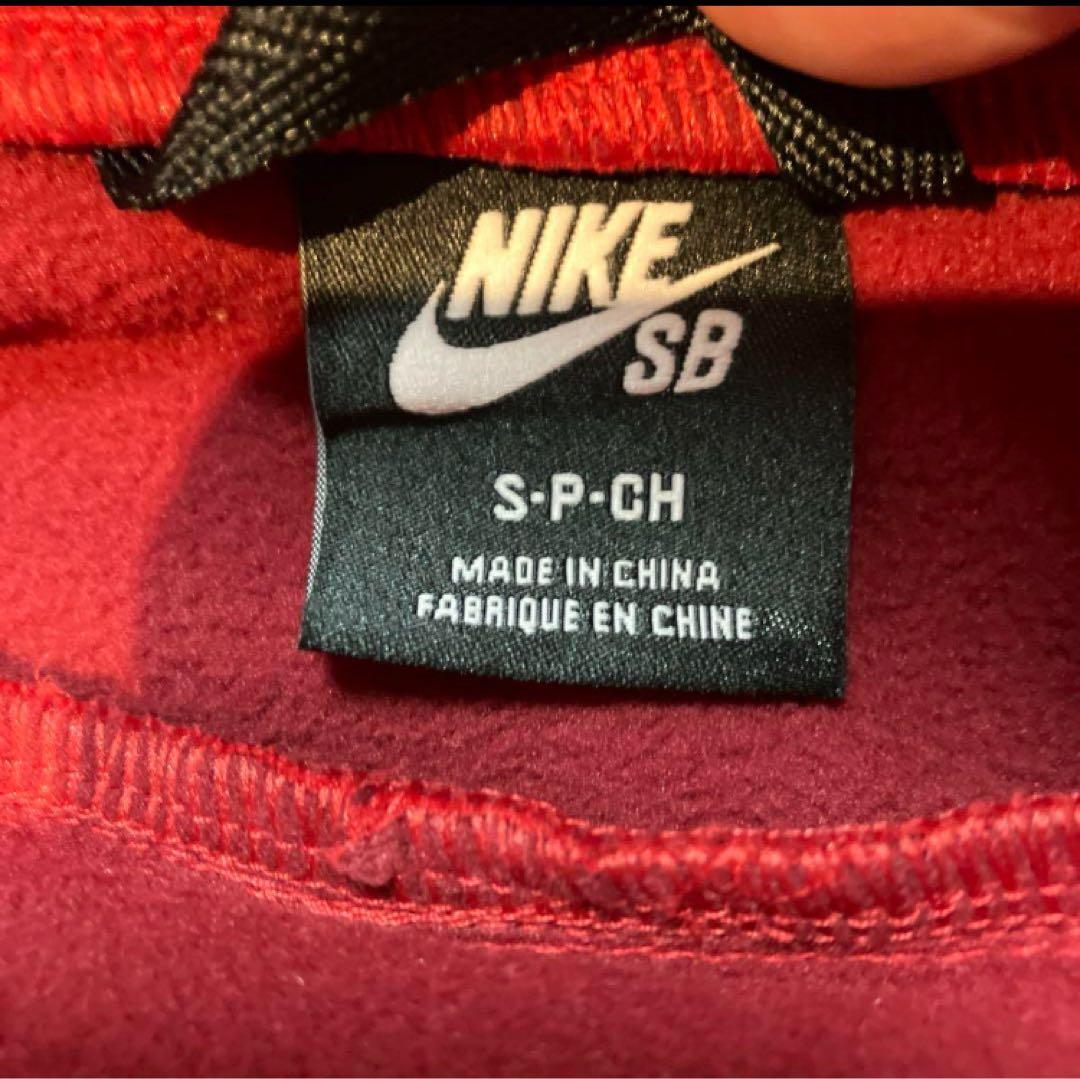 NIKE
SB
S-P-CH
MADE IN CHINA
FABRIQUE EN CHINE